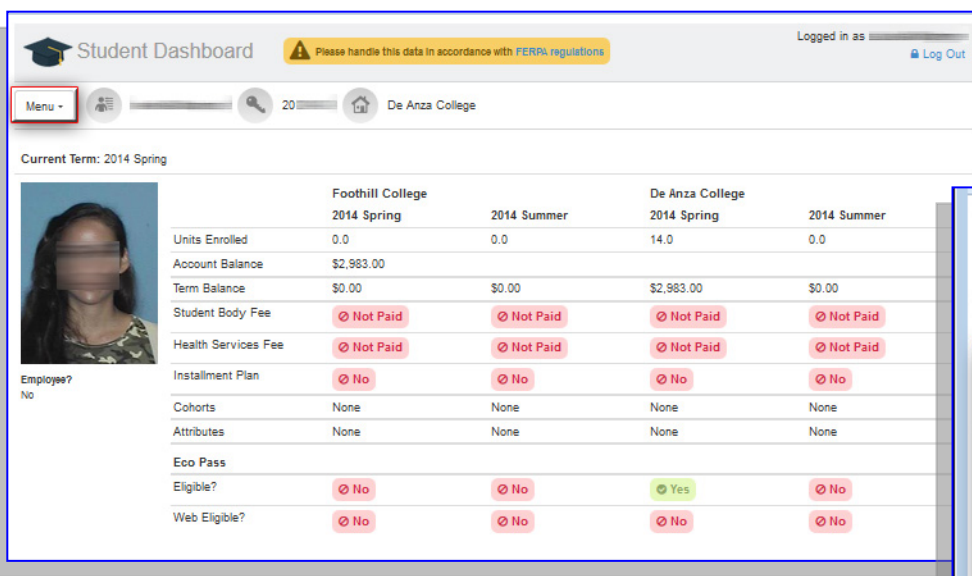 Student Dashboard
Please handle this data in accordance with FERPA regulations
Logged in as
Log Out
Menu
20
De Anza College
Current Term: 2014 Spring
Foothill College De Anza College
2014 Spring 2014 Summer 2014 Spring 2014 Summer
Units Enrolled 0.0 0.0 14.0 0.0
Account Balance $2,983.00
Term Balance $0.00 $0.00 $2,983.00 $0.00
Student Body Fee Not Paid Not Paid Not Paid Not Paid
Health Services Fee Not Paid Not Paid Not Paid Not Paid
Employee?
No
Installment Plan No No No No
Cohorts None None None None
Attributes None None None None
Eco Pass
Eligible? No No Yes No
Web Eligible? No No No No